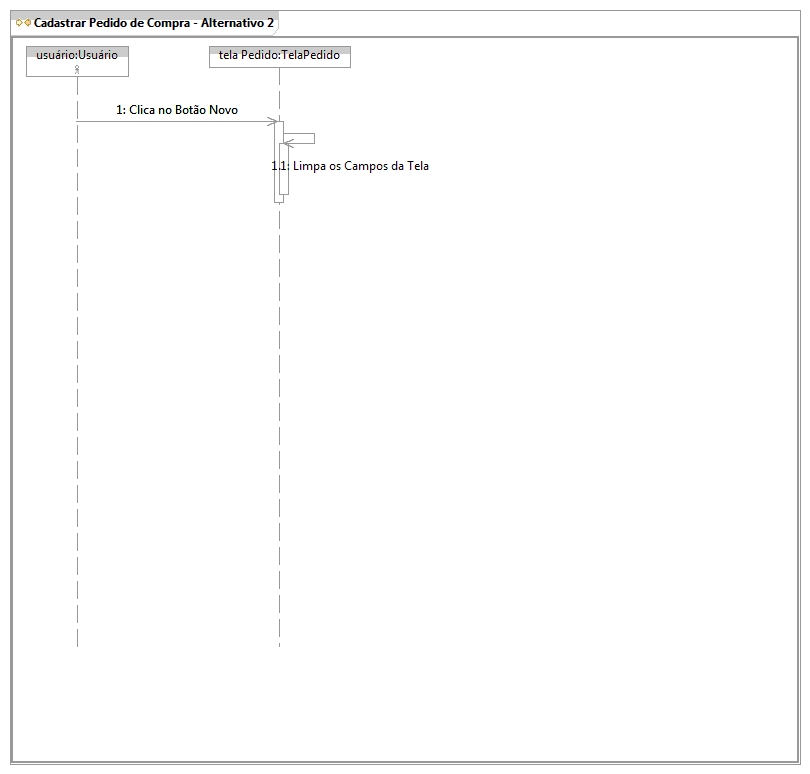 Cadastrar Pedido de Compra - Alternativo 2
usuário:Usuário
tela Pedido:TelaPedido
1: Clica no Botão Novo
1.1: Limpa os Campos da Tela